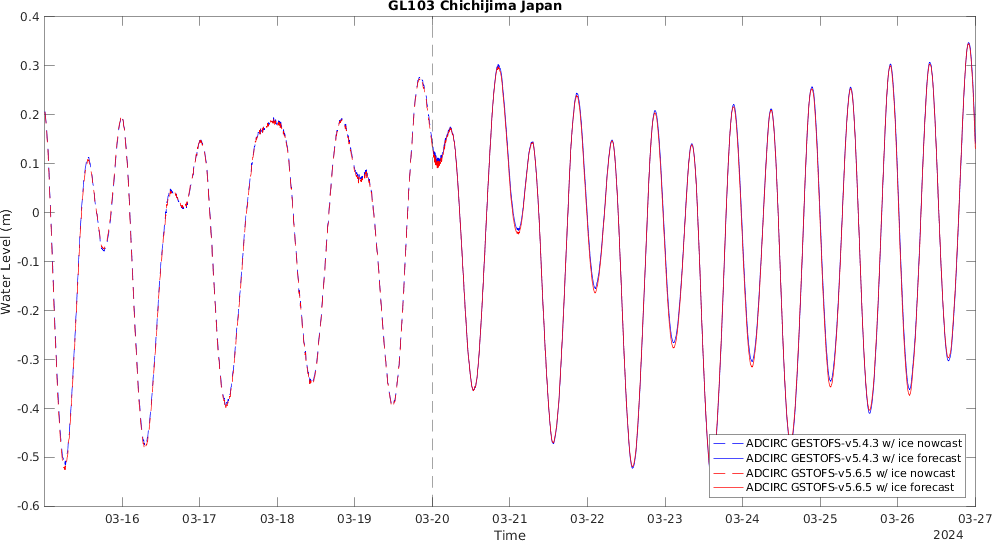 GL103 Chichijima Japan
0.4
0.3
0.2
0.1
0
-0.1
-0.2
-0.3
-0.4
-0.5
-0.6
Water Level (m)
03-16 03-17 03-18 03-19 03-20 03-21 03-22 03-23 03-24 03-25 03-26 03-27
Time
2024
ADCIRC GESTOFS-v5.4.3 w/ ice nowcast
ADCIRC GESTOFS-v5.4.3 w/ ice forecast
ADCIRC GSTOFS-v5.6.5 w/ ice nowcast
ADCIRC GSTOFS-v5.6.5 w/ ice forecast